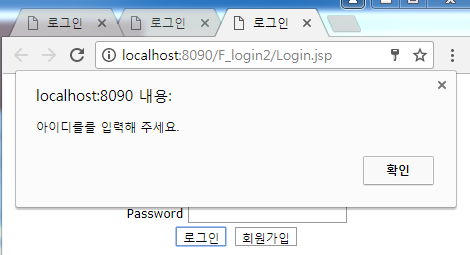 로그인 로그인 로그인
localhost:8090/F_login2/Login.jsp
localhost:8090 내용:
아이디를를 입력해 주세요.
확인
Password
로그인 회원가입